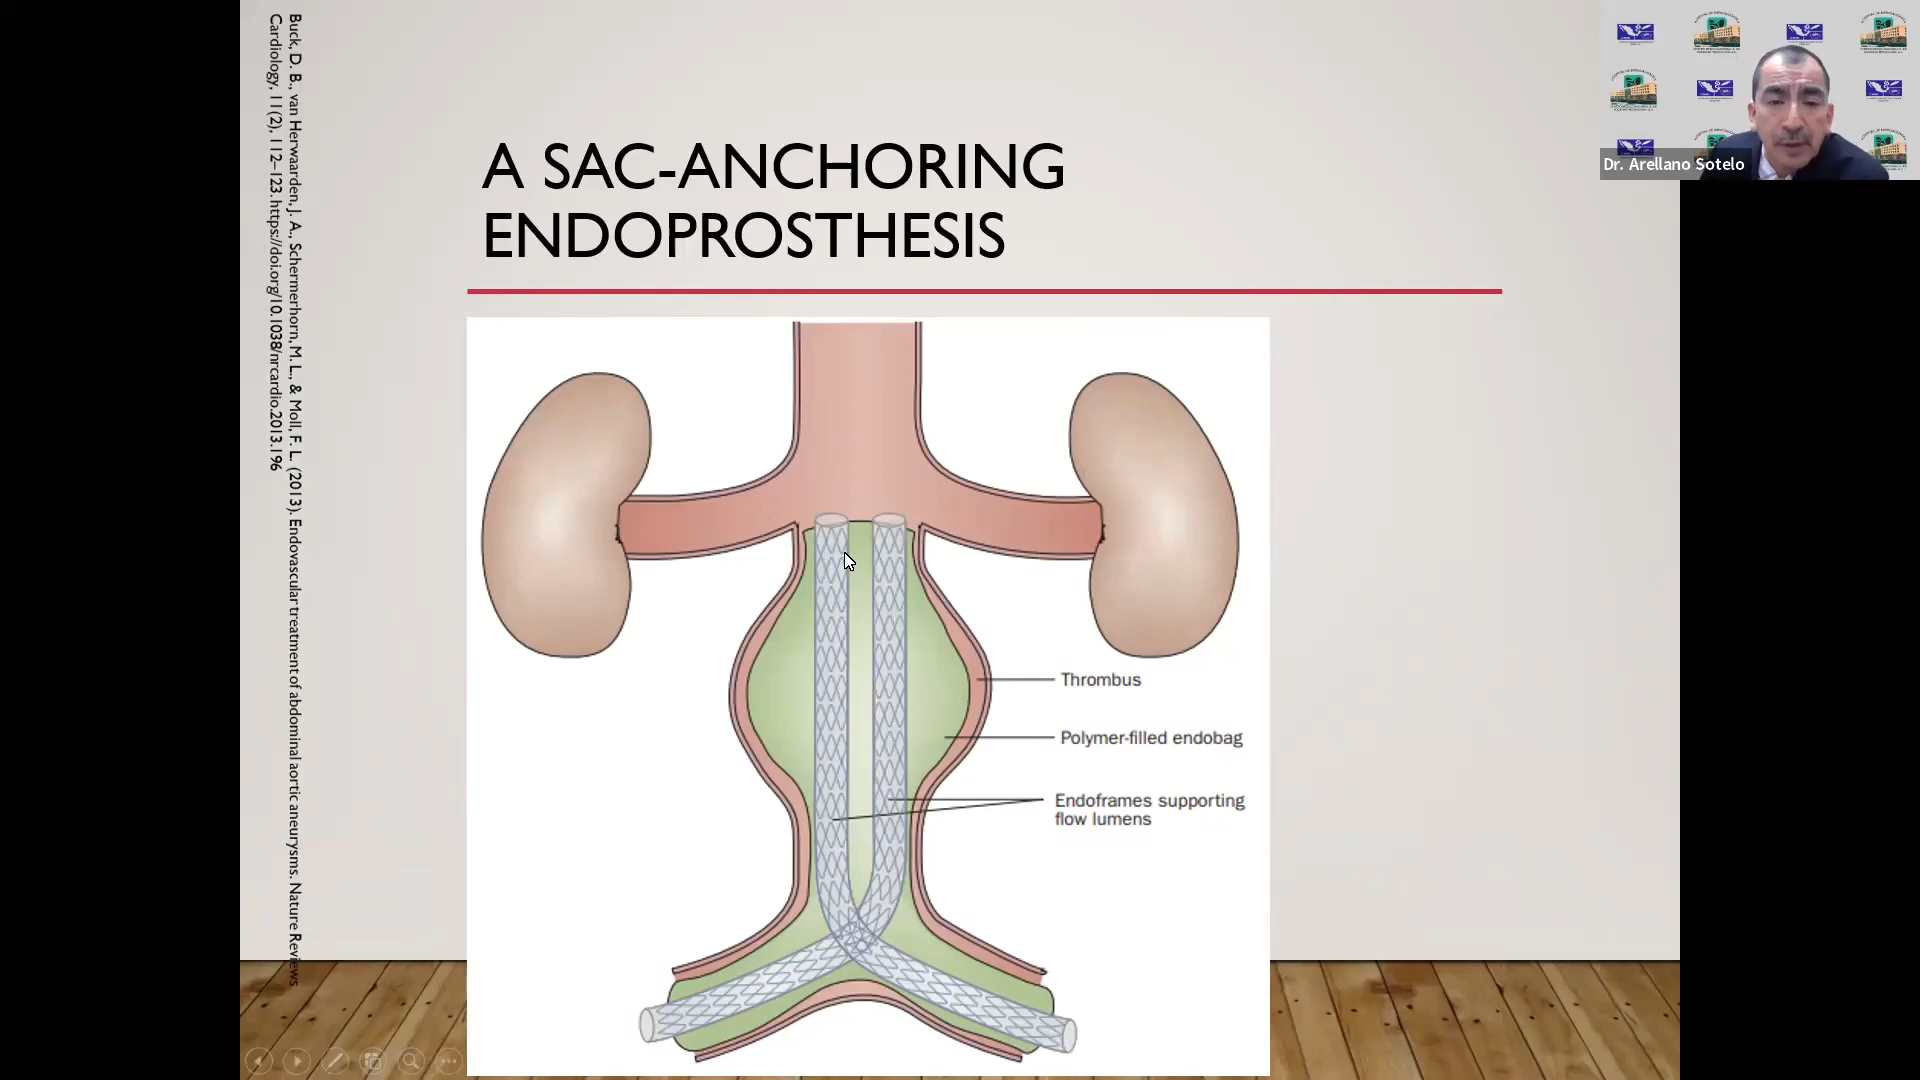 Buck, D. B., van Herwaarden, J. A., Schermerhorn, M. L., & Moll, F. L. (2013). Endovascular treatment of abdominal aortic aneurysms. Nature Reviews
Cardiology, 11(2), 112–123. https://doi.org/10.1038/nrcardio.2013.196
A SAC-ANCHORING
ENDOPROSTHESIS
Dr. Arellano Sotelo
Thrombus
Polymer-filled endobag
Endoframes supporting
flow lumens